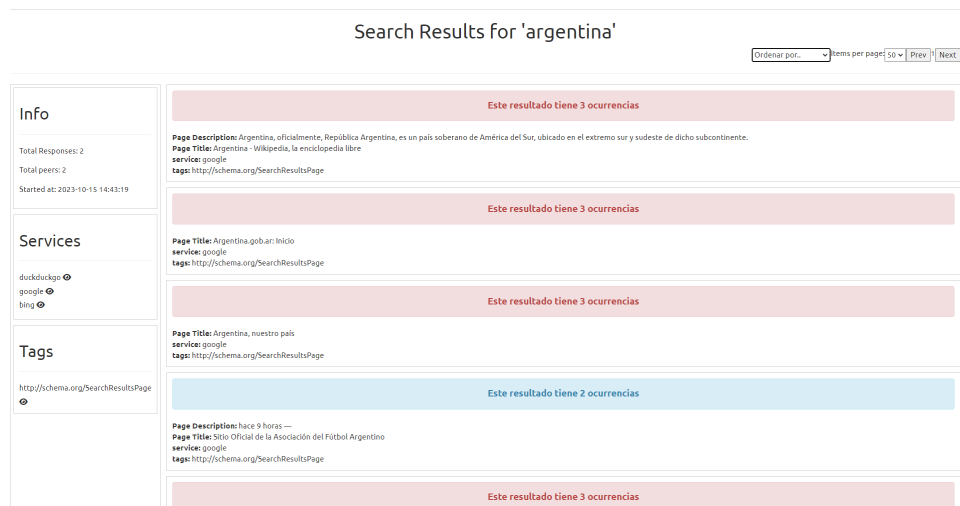 Search Results for 'argentina'
Ordenar por.. Items per page: 50 Prev 1 Next
Info
Total Responses: 2
Total peers: 2
Started at: 2023-10-15 14:43:19
Services
duckduckgo
google
bing
Tags
http://schema.org/SearchResultsPage
Este resultado tiene 3 ocurrencias
Page Description: Argentina, oficialmente, República Argentina, es un país soberano de América del Sur, ubicado en el extremo sur y sudeste de dicho subcontinente.
Page Title: Argentina - Wikipedia, la enciclopedia libre
service: google
tags: http://schema.org/SearchResultsPage
Este resultado tiene 3 ocurrencias
Page Title: Argentina.gob.ar: Inicio
service: google
tags: http://schema.org/SearchResultsPage
Este resultado tiene 3 ocurrencias
Page Title: Argentina, nuestro país
service: google
tags: http://schema.org/SearchResultsPage
Este resultado tiene 2 ocurrencias
Page Description: hace 9 horas —
Page Title: Sitio Oficial de la Asociación del Fútbol Argentino
service: google
tags: http://schema.org/SearchResultsPage
Este resultado tiene 3 ocurrencias